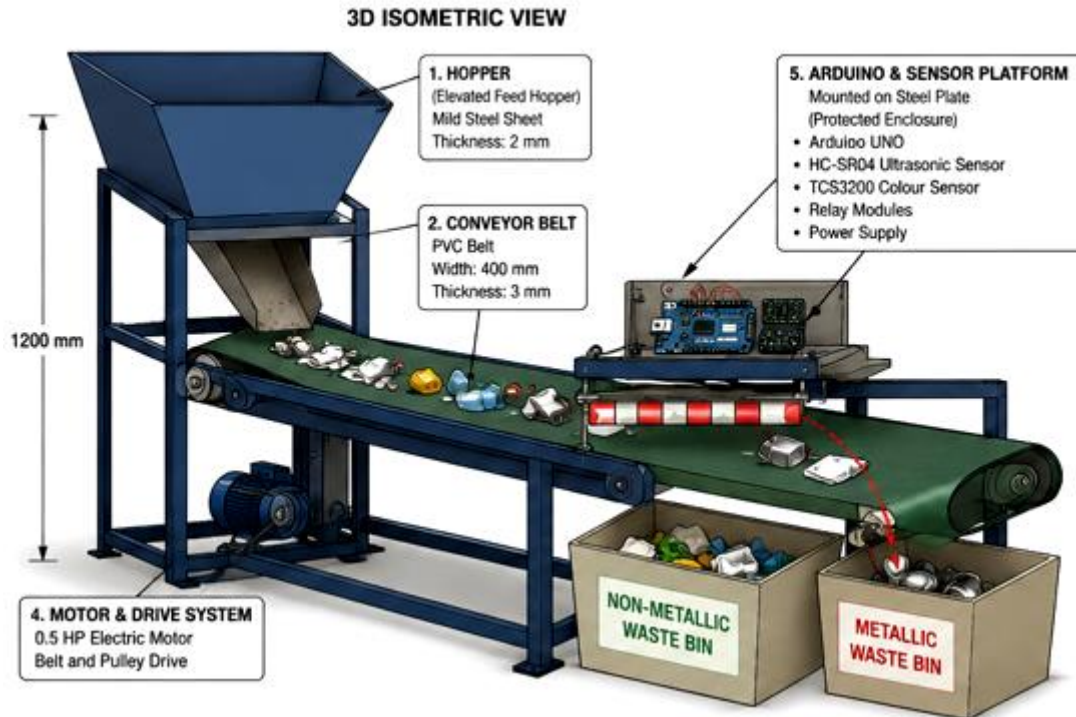 3D ISOMETRIC VIEW
1. HOPPER
(Elevated Feed Hopper)
Mild Steel Sheet
Thickness: 2 mm
2. CONVEYOR BELT
PVC Belt
Width: 400 mm
Thickness: 3 mm
5. ARDUINO & SENSOR PLATFORM
Mounted on Steel Plate
(Protected Enclosure)
• Arduioo UNO
• HC-SR04 Ultrasonic Sensor
• TCS3200 Colour Sensor
• Relay Modules
• Power Supply
1200 mm
4. MOTOR & DRIVE SYSTEM
0.5 HP Electric Motor
Belt and Pulley Drive
NON-METALLIC
WASTE BIN
METALLIC
WASTE BIN